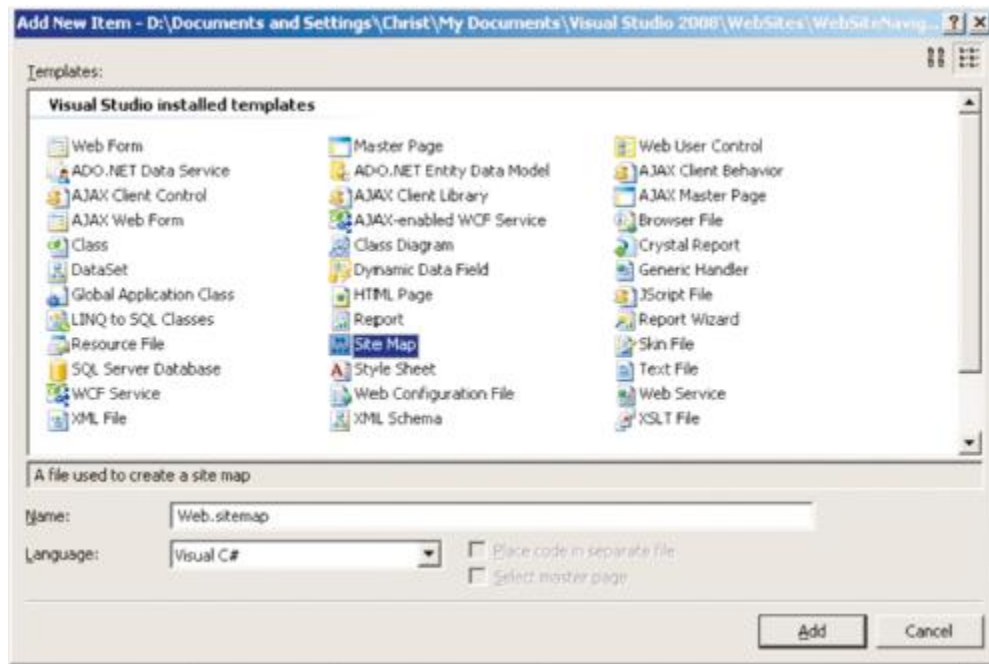 Add New Item - D:\Documents and Settings\Christ\My Documents\Visual Studio 2008\WebSites\WebSiteNavig...
Templates:
Visual Studio installed templates
Web Form
Master Page
Web User Control
ADO.NET Data Service
ADO.NET Entity Data Model
AJAX Client Behavior
AJAX Client Control
AJAX Client Library
AJAX Master Page
AJAX Web Form
AJAX-enabled WCF Service
Browser File
Class
Class Diagram
Crystal Report
DataSet
Dynamic Data Field
Generic Handler
Global Application Class
HTML Page
JScript File
LINQ to SQL Classes
Report
Report Wizard
Resource File
Site Map
Skin File
SQL Server Database
Style Sheet
Text File
WCF Service
Web Configuration File
Web Service
XML File
XML Schema
XSLT File
A file used to create a site map
Name:
Web.sitemap
Language:
Visual C#
Place code in separate file
Select master page
Add
Cancel